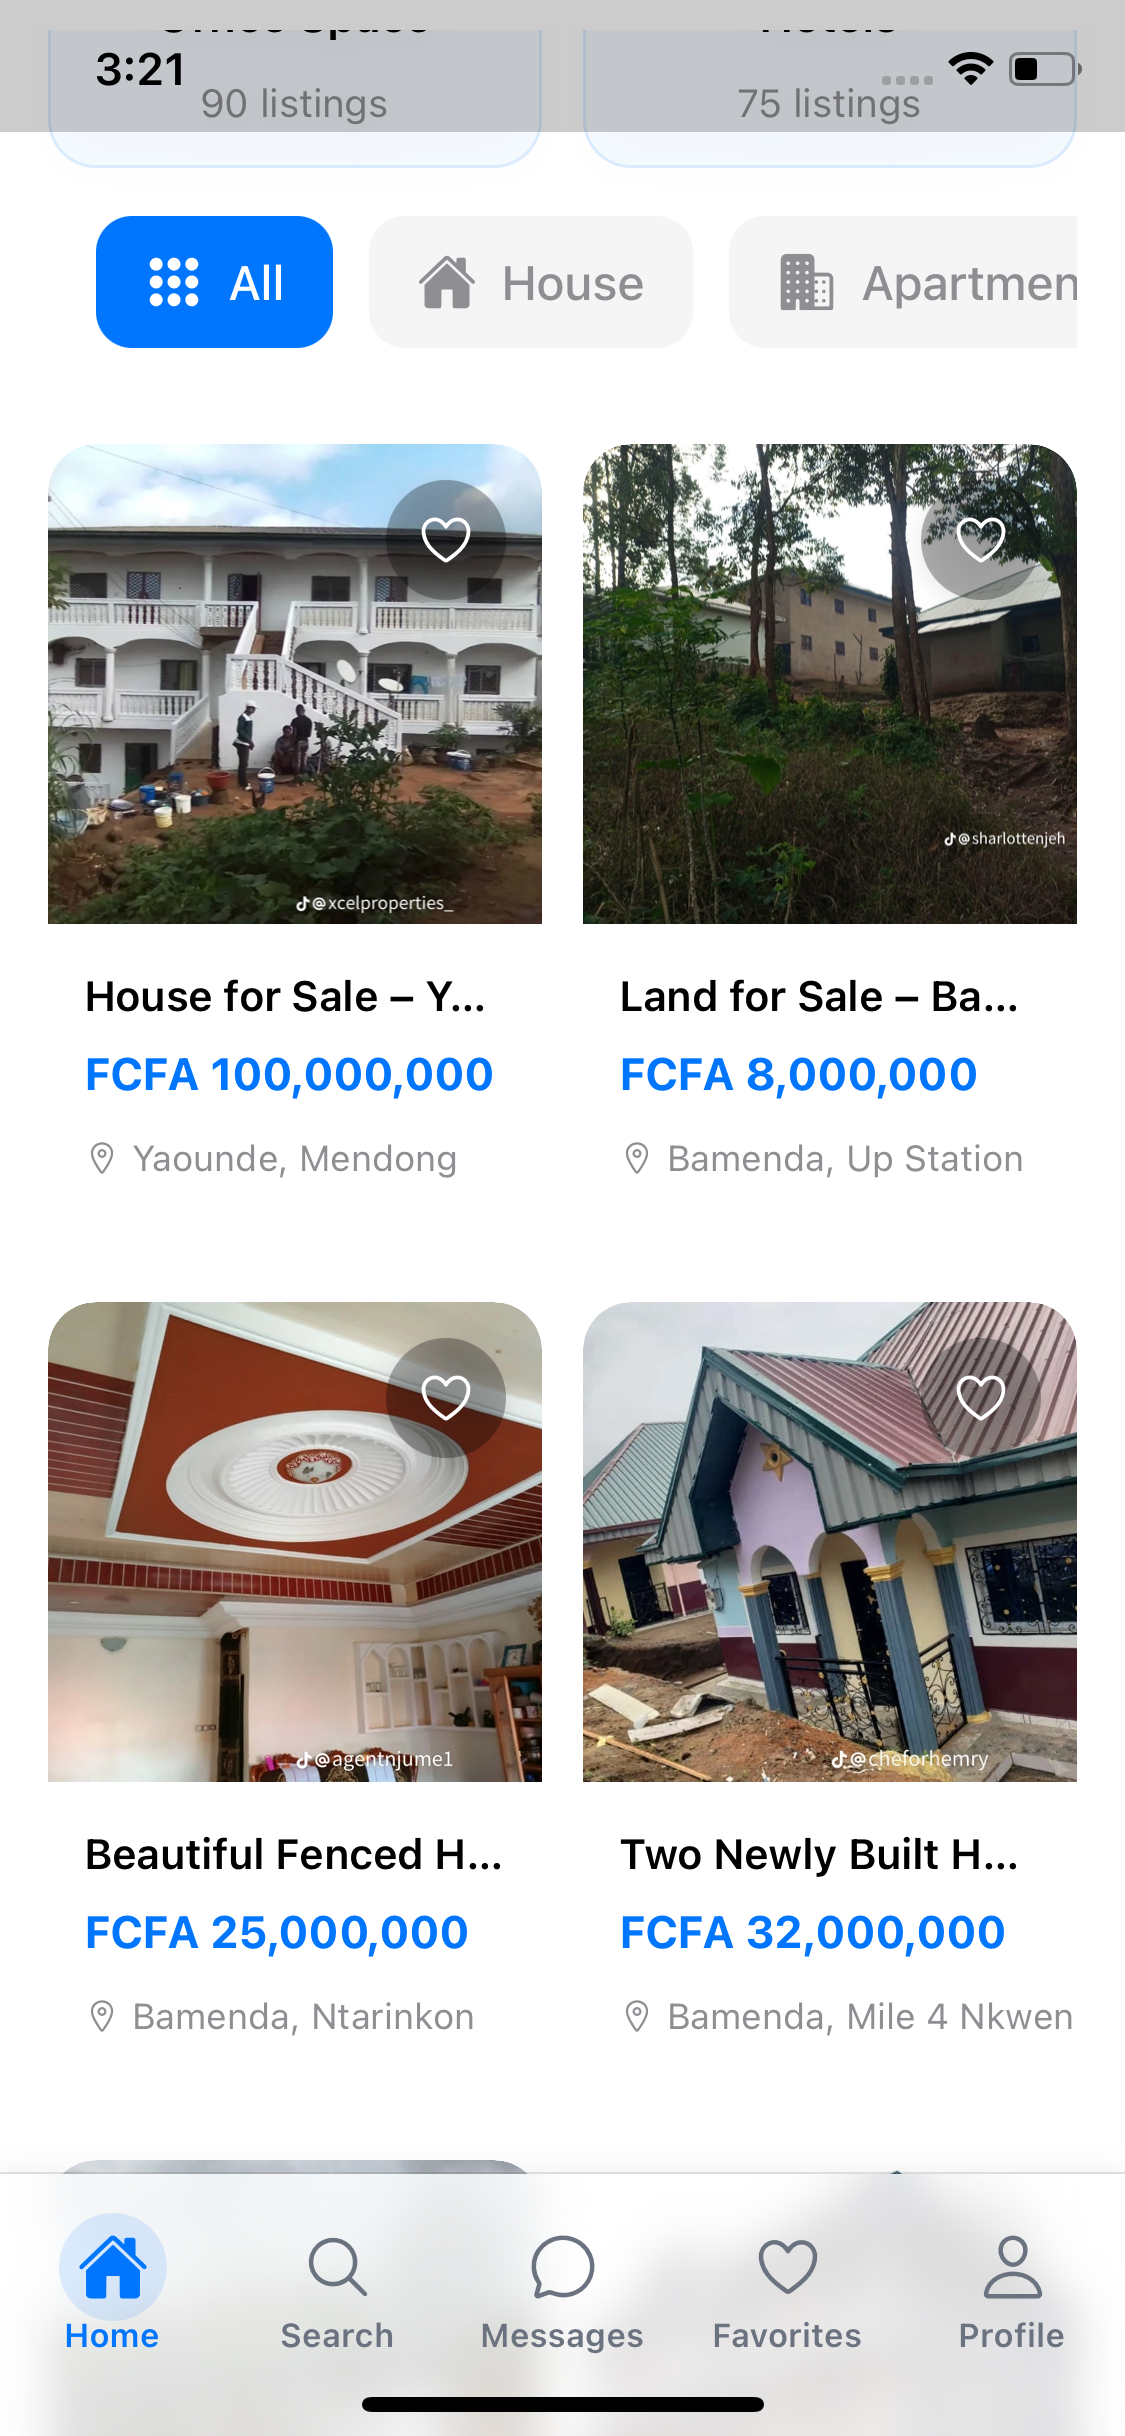 3:21
90 listings
75 listings
All
House
Apartmen
@xcelproperties_
@sharlottenjeh
House for Sale – Y...
Land for Sale – Ba...
FCFA 100,000,000
FCFA 8,000,000
Yaounde, Mendong
Bamenda, Up Station
@agentnjume1
@cheforhemry
Beautiful Fenced H...
Two Newly Built H...
FCFA 25,000,000
FCFA 32,000,000
Bamenda, Ntarinkon
Bamenda, Mile 4 Nkwen
Home
Search
Messages
Favorites
Profile